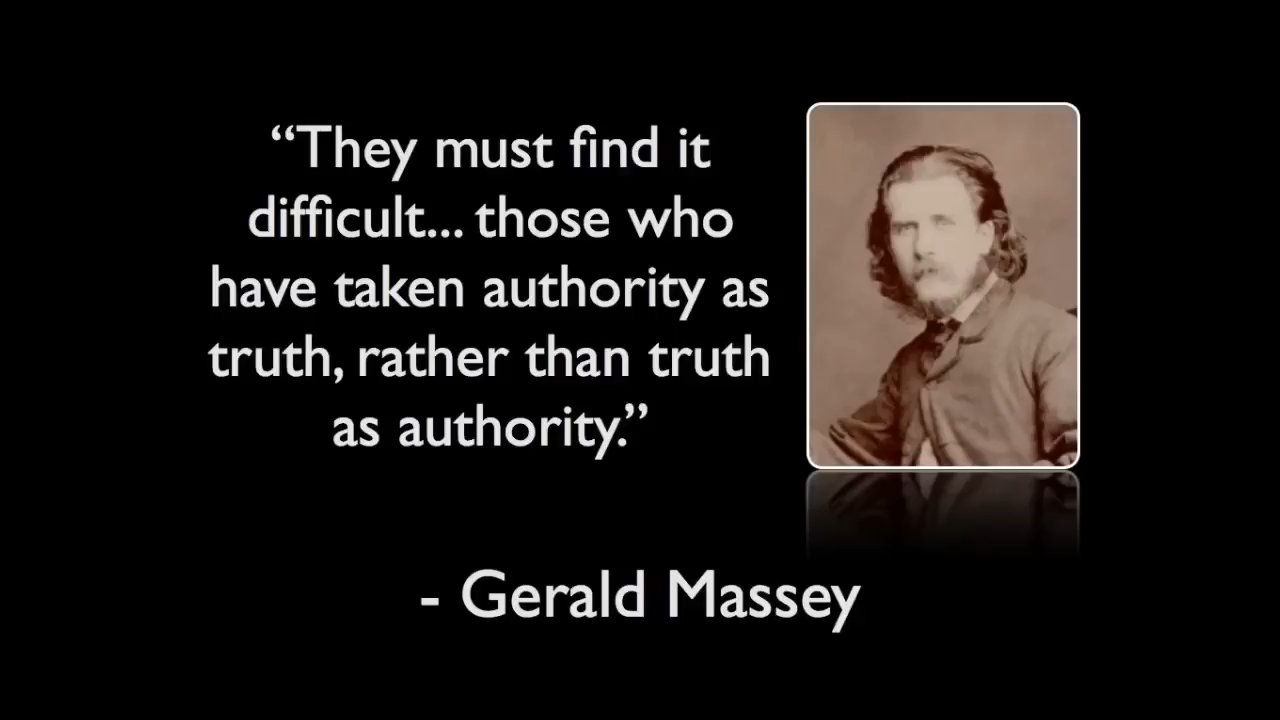 “They must find it
difficult... those who
have taken authority as
truth, rather than truth
as authority.”
- Gerald Massey